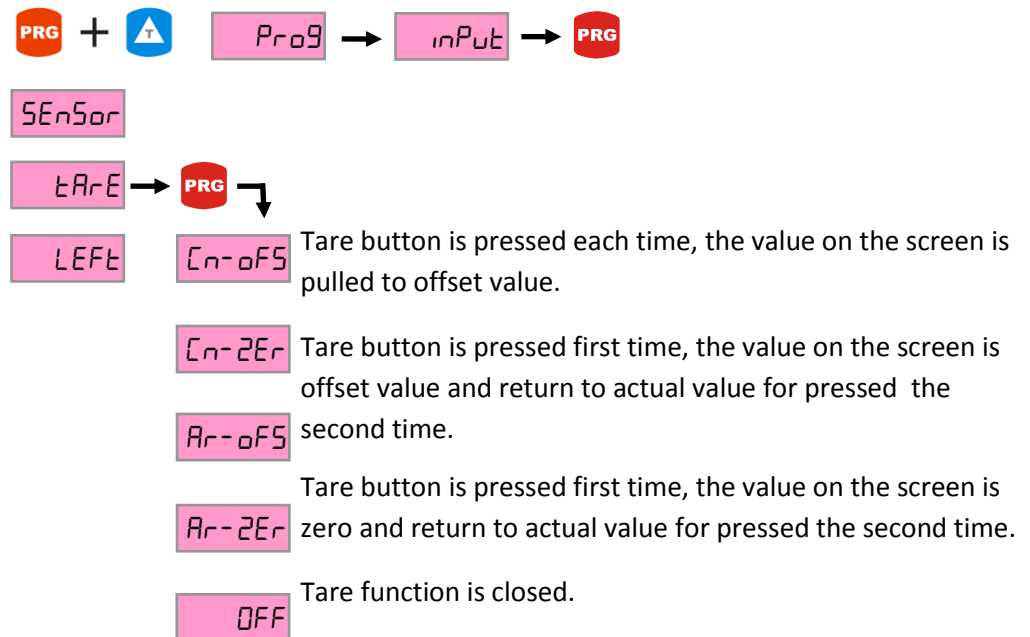 PRG + T Prog inPut PRG
SEnSor
tArE PRG
LEFt Cn-oFS Tare button is pressed each time, the value on the screen is
pulled to offset value.
Cn-2Er Tare button is pressed first time, the value on the screen is
offset value and return to actual value for pressed the
Ar-oFS second time.
Tare button is pressed first time, the value on the screen is
Ar-2Er zero and return to actual value for pressed the second time.
Tare function is closed.
OFF